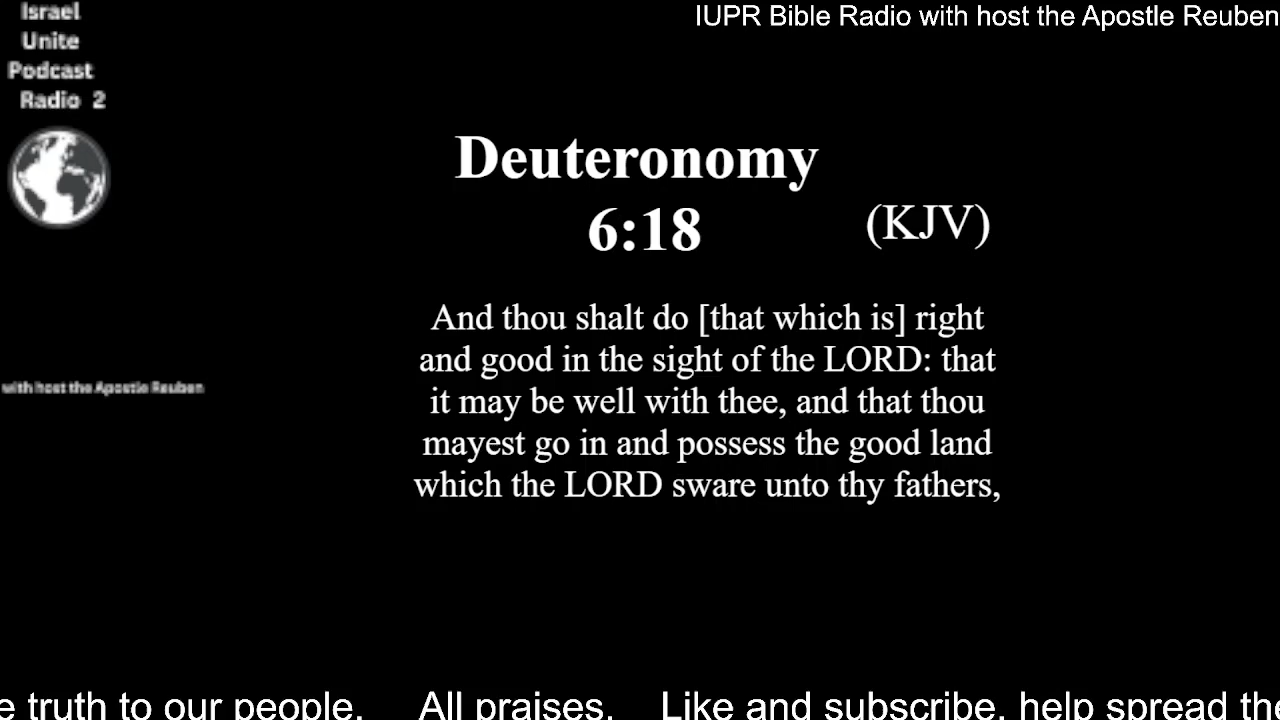 Israel
Unite
Podcast
Radio 2
IUPR Bible Radio with host the Apostle Reuben
Deuteronomy
6:18
(KJV)
And thou shalt do [that which is] right
and good in the sight of the LORD: that
it may be well with thee, and that thou
mayest go in and possess the good land
which the LORD sware unto thy fathers,
with host the Apostle Reuben
e truth to our people. All praises. Like and subscribe, help spread the